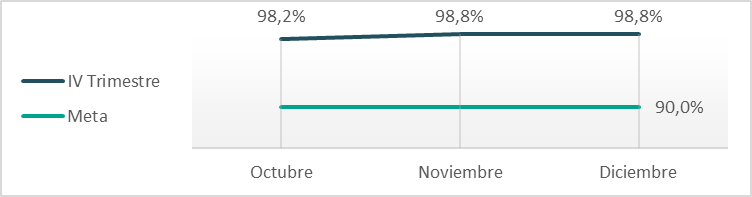 98,2% 98,8% 98,8%
IV Trimestre
Meta
90,0%
Octubre Noviembre Diciembre